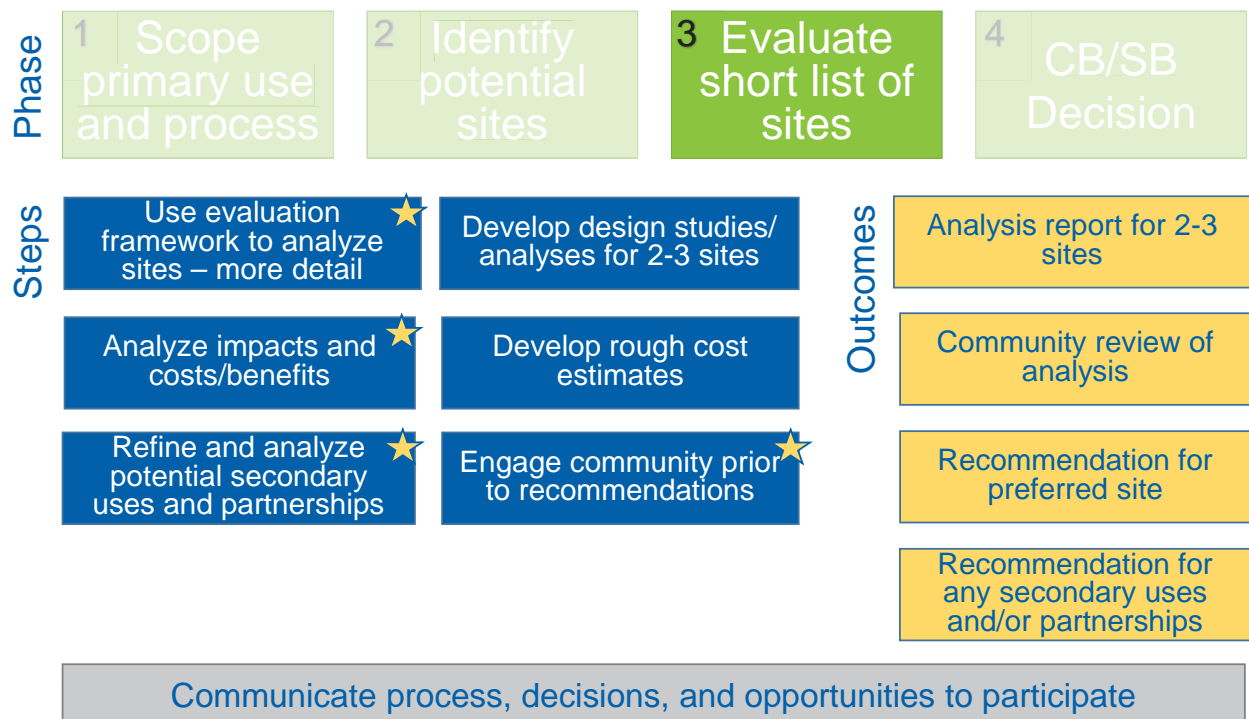 Phase
1
Scope
primary use
and process
2
Identify
potential
sites
3
Evaluate
short list of
sites
4
CB/SB
Decision
Steps
Use evaluation
framework to analyze
sites – more detail
Develop design studies/
analyses for 2-3 sites
Analyze impacts and
costs/benefits
Develop rough cost
estimates
Refine and analyze
potential secondary
uses and partnerships
Engage community prior
to recommendations
Outcomes
Analysis report for 2-3
sites
Community review of
analysis
Recommendation for
preferred site
Recommendation for
any secondary uses
and/or partnerships
Communicate process, decisions, and opportunities to participate